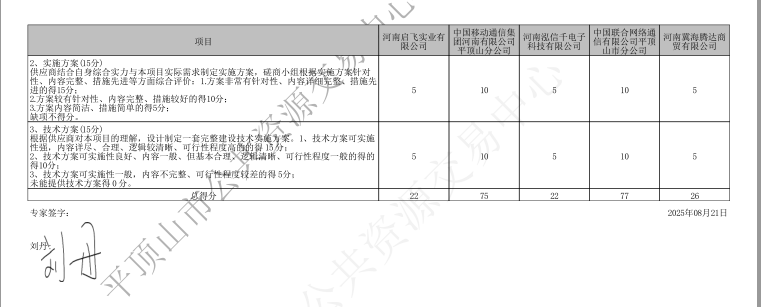 项目
河南启飞实业有
限公司
中国移动通信集
团河南有限公司
平顶山分公司
河南泓信千电子
科技有限公司
中国联合网络通
信有限公司平顶
山市分公司
河南冀海腾达商
贸有限公司
2、实施方案(15分)
供应商结合自身综合实力与本项目实际需求制定实施方案，磋商小组根据实施方案针对
性、内容完整、措施先进等方面综合评价：1.方案非常有针对性、内容详细完整、措施先
进的得15分；
2.方案较有针对性、内容完整、措施较好的得10分；
3.方案内容简洁、措施简单的得5分；
缺项不得分。
5
10
5
10
5
3、技术方案(15分)
根据供应商对本项目的理解，设计制定一套完整建设技术实施方案。1、技术方案可实施
性强，内容详尽、合理、逻辑较清晰、可行性程度高的的得 15分；
2、技术方案可实施性良好、内容一般、但基本合理、逻辑清晰、可行性程度一般的得的
得10分；
3、技术方案可实施性一般，内容不完整、可行性程度较差的得 5分；
未能提供技术方案得 0 分。
5
10
5
10
5
总得分
22
75
22
77
26
专家签字：
2025年08月21日
刘丹
刘丹
平顶山市公共资源交易中心
公共资源交易中心